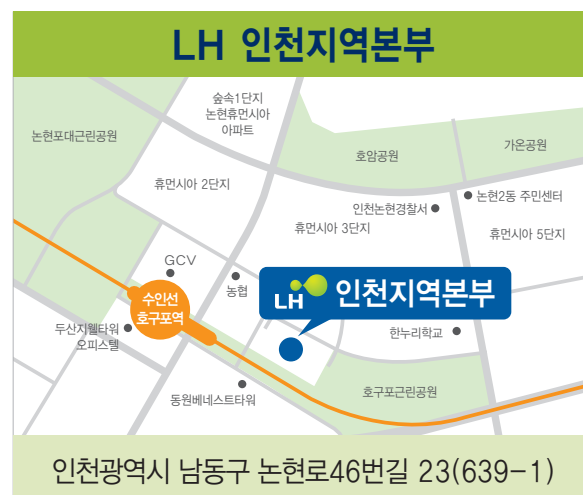 LH 인천지역본부
숲속1단지
논현휴먼시아
아파트
논현포대근린공원
호암공원
가온공원
휴먼시아 2단지
인천논현경찰서
논현2동 주민센터
휴먼시아 3단지
휴먼시아 5단지
GCV
농협
LH 인천지역본부
수인선
호구포역
두산지웰타워
오피스텔
한누리학교
동원베네스트타워
호구포근린공원
인천광역시 남동구 논현로46번길 23(639-1)